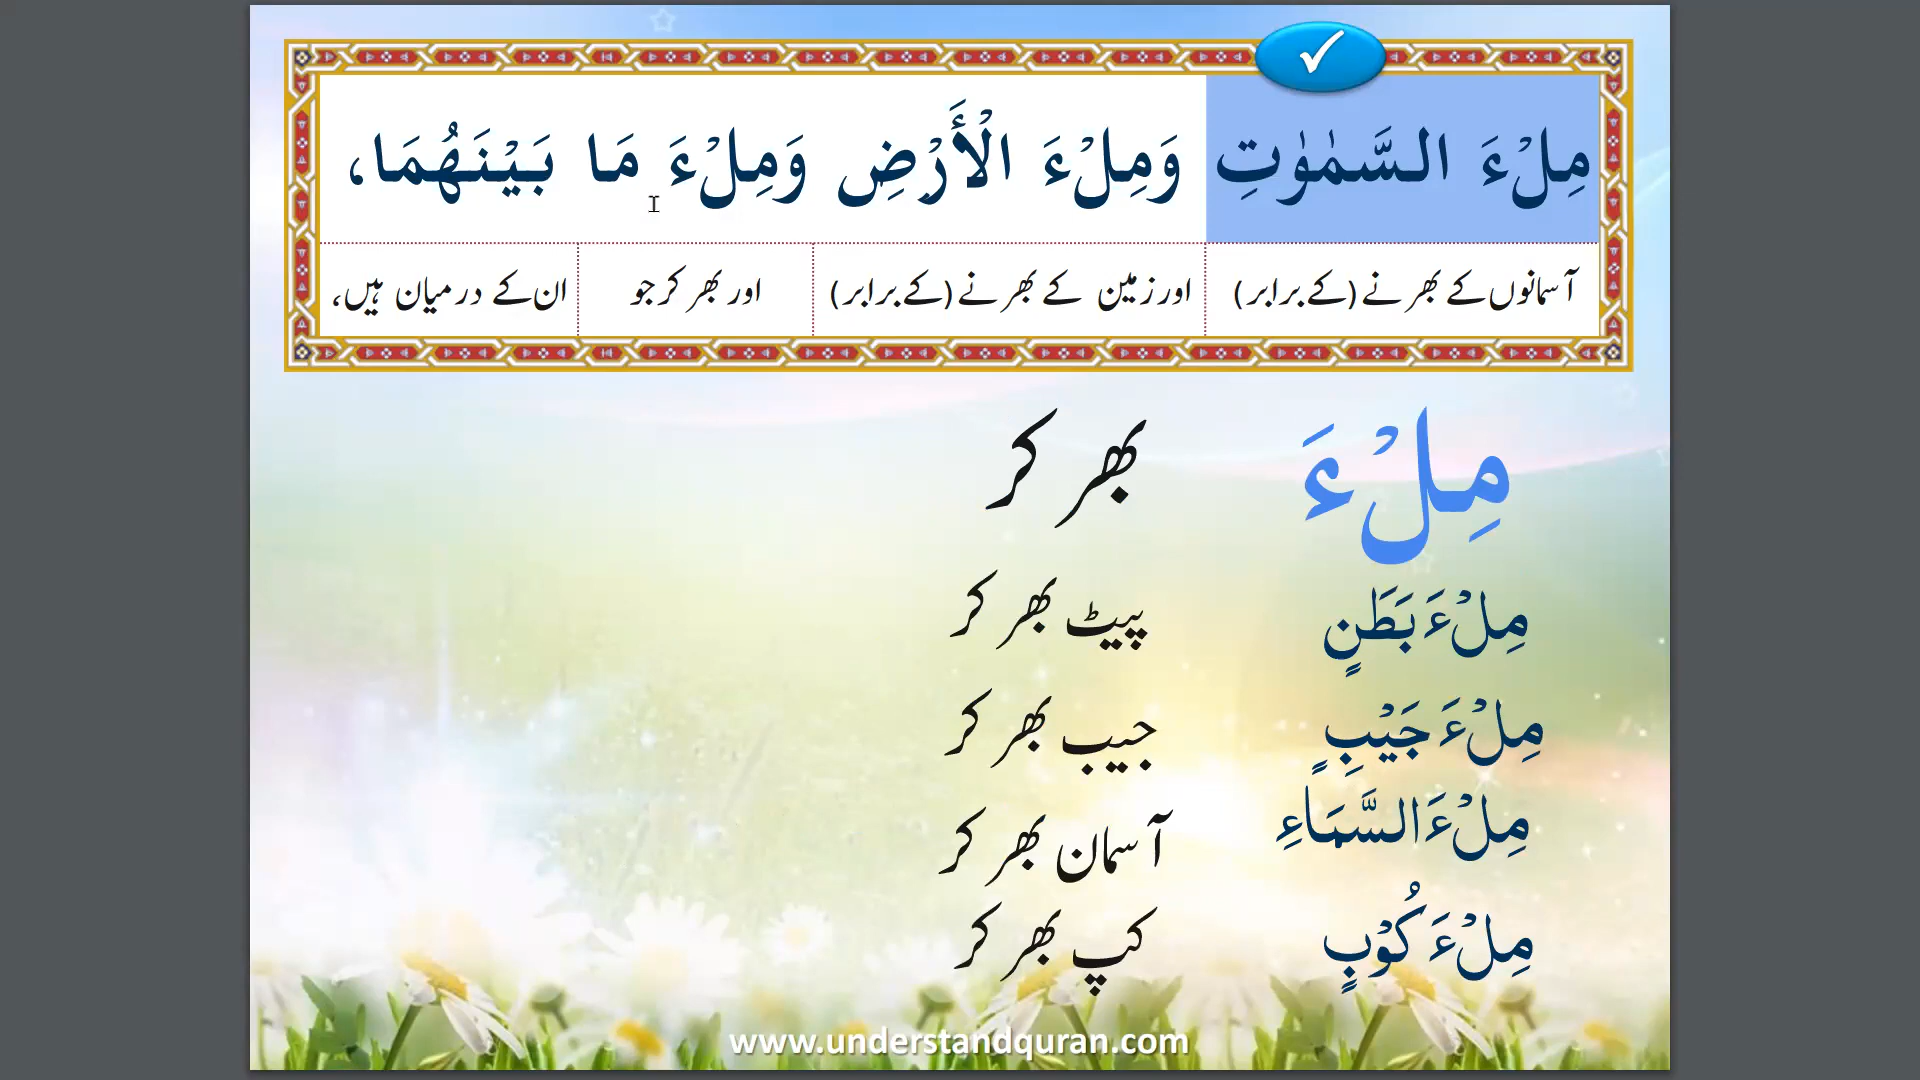 مِلْءَ السَّمٰوٰتِ وَمِلْءَ الْأَرْضِ وَمِلْءَ مَا بَيْنَهُمَا،
آسمانوں کے بھرنے (کے برابر) اور زمین کے بھرنے (کے برابر) اور بھر کر جو ان کے درمیان ہیں،
مِلْءَ بھر کر
مِلْءَ بَطَنٍ پیٹ بھر کر
مِلْءَ جَيْبٍ جیب بھر کر
مِلْءَ السَّمَاءِ آسمان بھر کر
مِلْءَ كُوْبٍ کپ بھر کر
www.understandquran.com